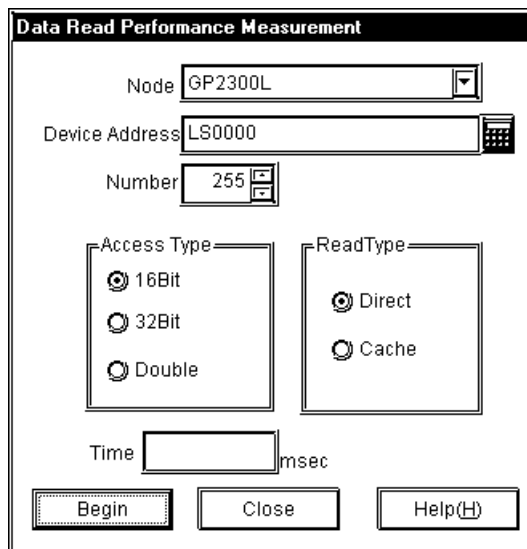 Data Read Performance Measurement
Node GP2300L
Device Address LS0000
Number 255
Access Type
16Bit
32Bit
Double
ReadType
Direct
Cache
Time msec
Begin Close Help(H)